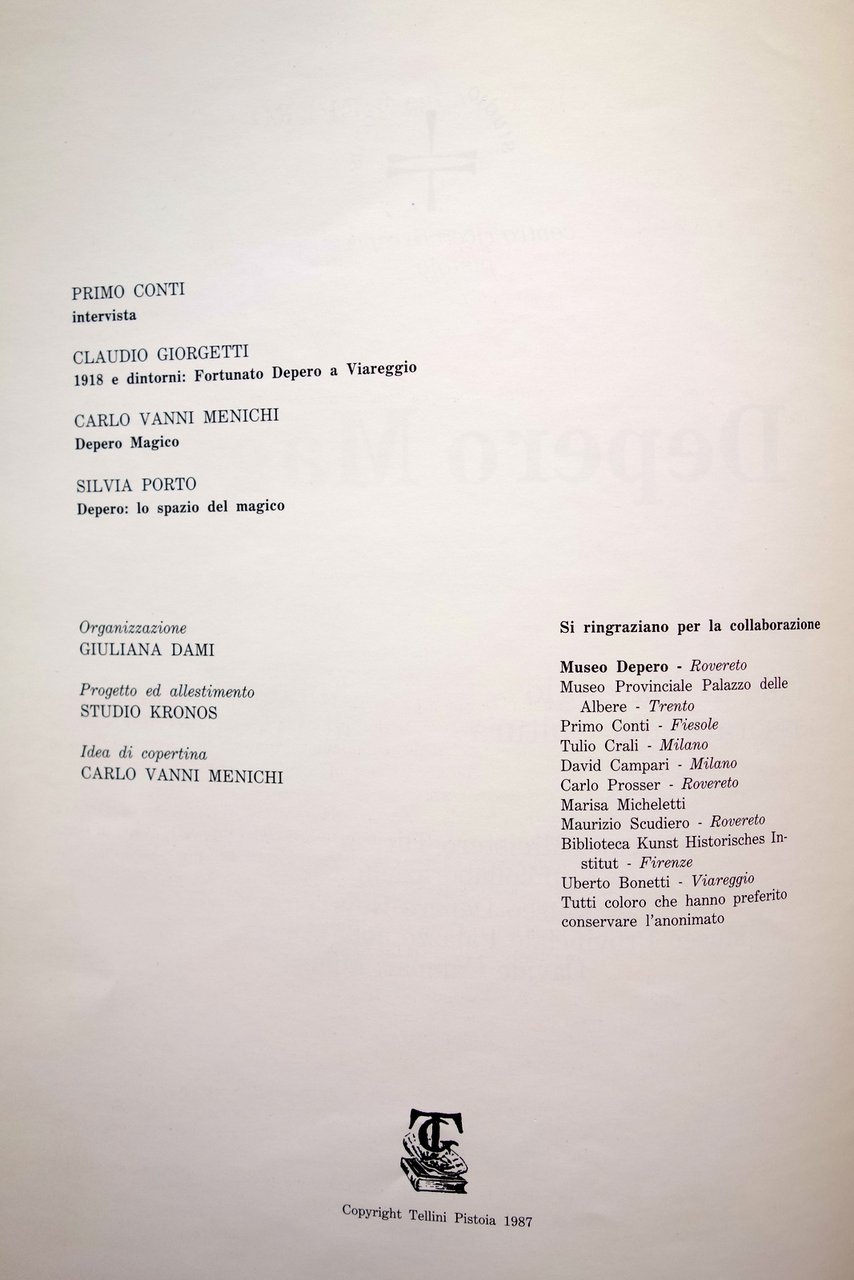 PRIMO CONTI
intervista
CLAUDIO GIORGETTI
1918 e dintorni: Fortunato Depero a Viareggio
CARLO VANNI MENICHI
Depero Magico
SILVIA PORTO
Depero: lo spazio del magico
Organizzazione
GIULIANA DAMI
Progetto ed allestimento
STUDIO KRONOS
Idea di copertina
CARLO VANNI MENICHI
Si ringraziano per la collaborazione
Museo Depero - Rovereto
Museo Provinciale Palazzo delle
Albere - Trento
Primo Conti - Fiesole
Tulio Crali - Milano
David Campari - Milano
Carlo Prosser - Rovereto
Marisa Micheletti
Maurizio Scudiero - Rovereto
Biblioteca Kunst Historisches In-
stitut - Firenze
Uberto Bonetti - Viareggio
Tutti coloro che hanno preferito
conservare l'anonimato
Copyright Tellini Pistoia 1987